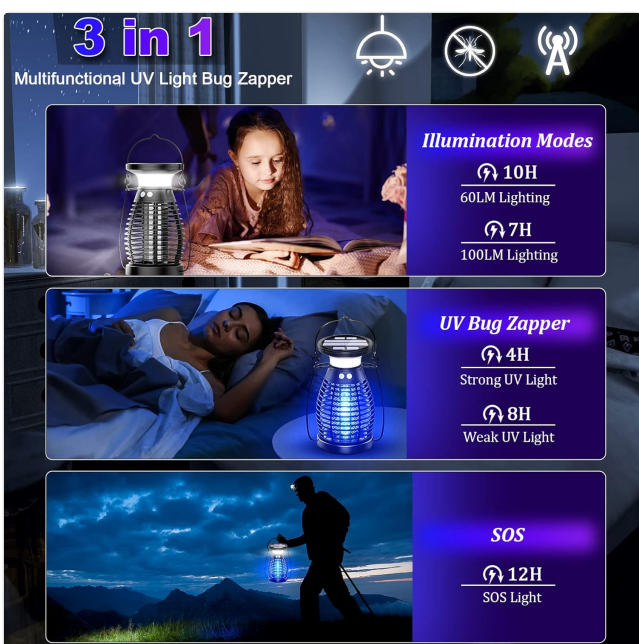 3 in 1
Multifunctional UV Light Bug Zapper
Illumination Modes
10H
60LM Lighting
7H
100LM Lighting
UV Bug Zapper
4H
Strong UV Light
8H
Weak UV Light
SOS
12H
SOS Light